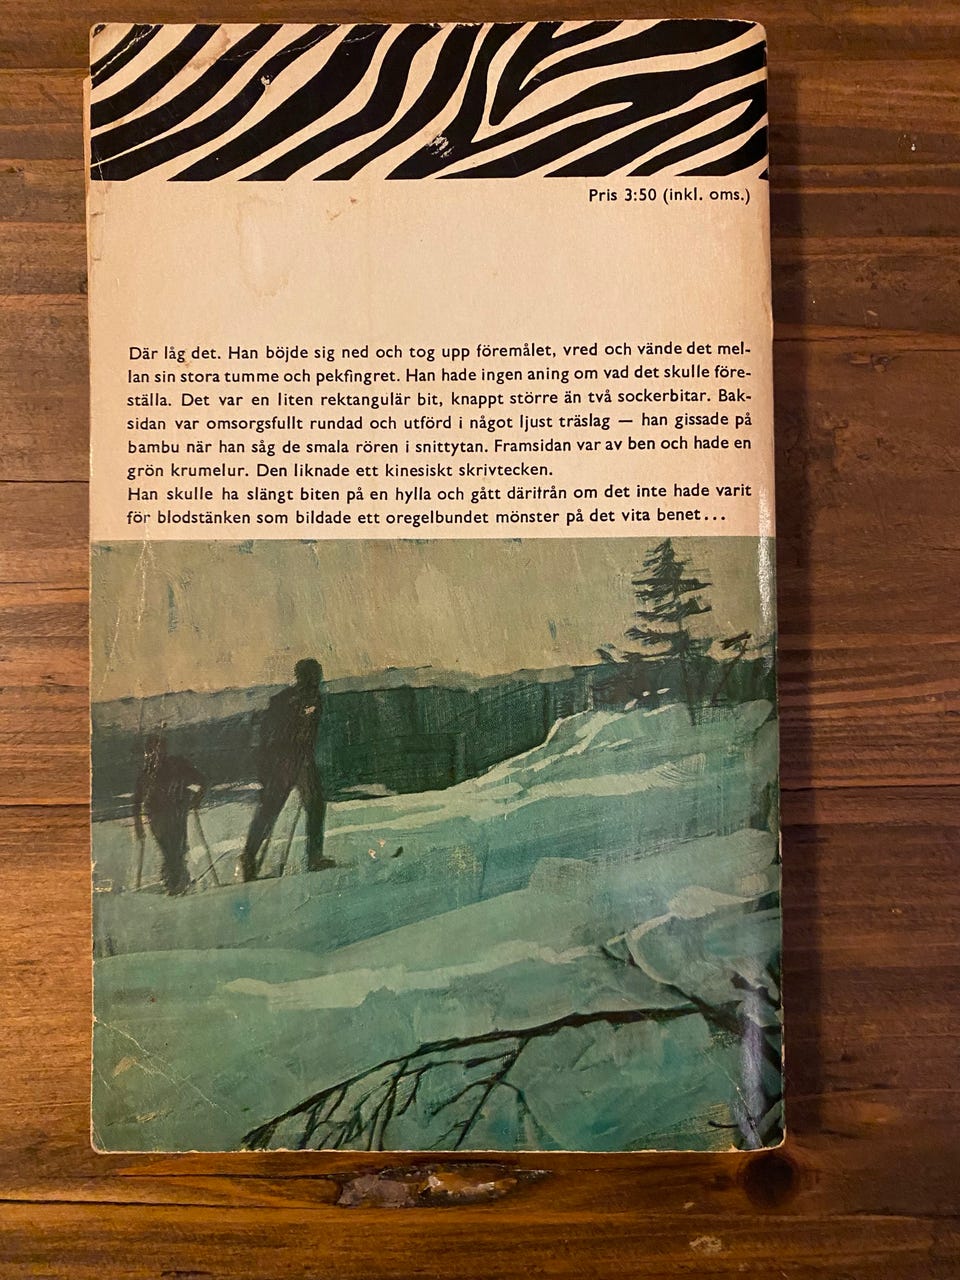 Pris 3:50 (inkl. oms.)
Där låg det. Han böjde sig ned och tog upp föremålet, vred och vände det mel-
lan sin stora tumme och pekfingret. Han hade ingen aning om vad det skulle före-
ställa. Det var en liten rektangulär bit, knappt större än två sockerbitar. Bak-
sidan var omsorgsfullt rundad och utförd i något ljust träslag — han gissade på
bambu när han såg de smala rören i snittytan. Framsidan var av ben och hade en
grön krumelur. Den liknade ett kinesiskt skrivtecken.
Han skulle ha slängt biten på en hylla och gått därifrån om det inte hade varit
för blodstänken som bildade ett oregelbundet mönster på det vita benet...